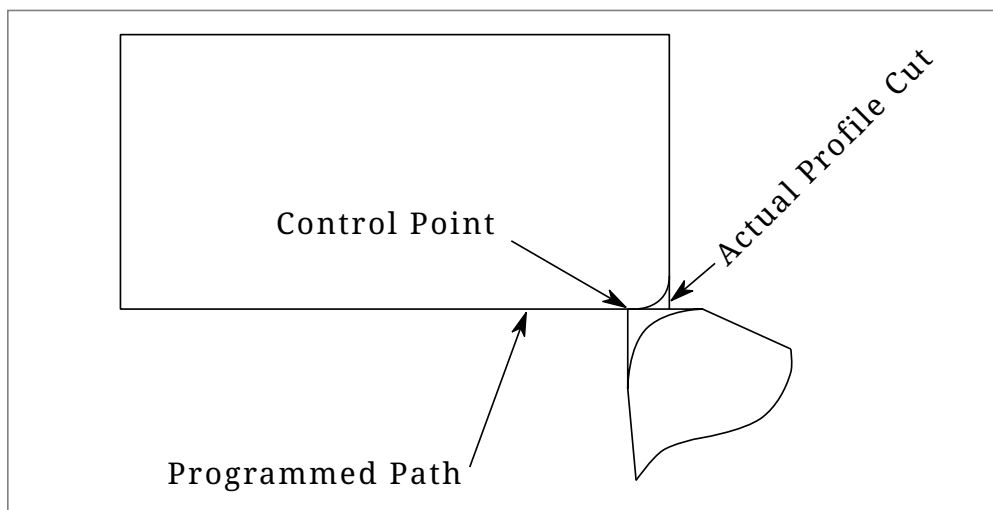 Control Point
Actual Profile Cut
Programmed Path